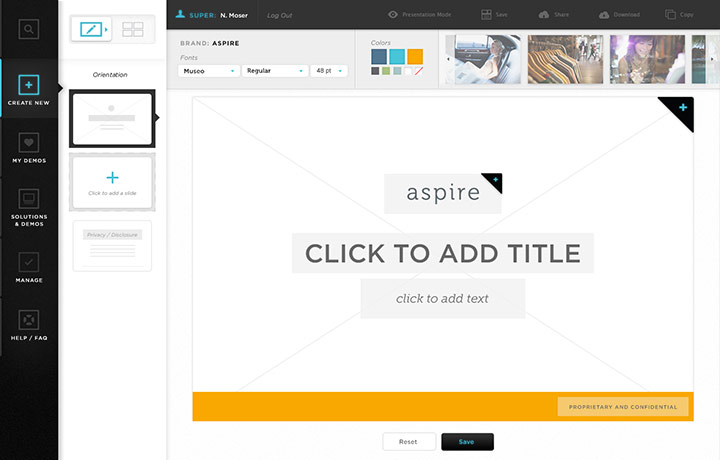 SUPER: N. Moser
Log Out
Presentation Mode
Save
Share
Download
Copy
BRAND: ASPIRE
Fonts
Museo
Regular
48 pt
Colors
Orientation
CREATE NEW
MY DEMOS
SOLUTIONS
& DEMOS
MANAGE
HELP / FAQ
Click to add a slide
Privacy / Disclosure
aspire
CLICK TO ADD TITLE
click to add text
PROPRIETARY AND CONFIDENTIAL
Reset
Save